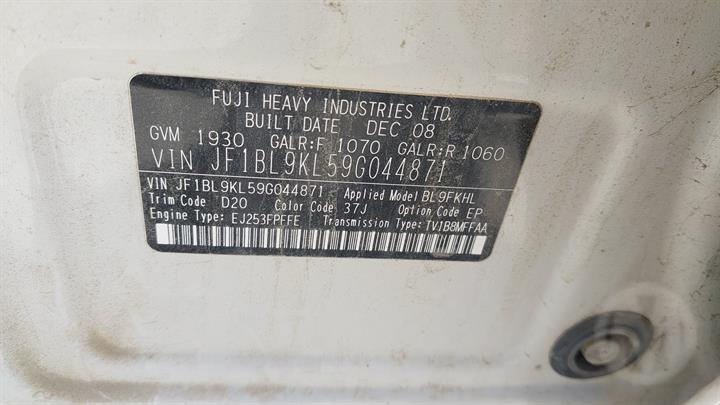 FUJI HEAVY INDUSTRIES LTD.
BUILT DATE DEC 08
GVM 1930 GALR:F 1070 GALR:R 1060
VIN JF1BL9KL59G044871
VIN JF1BL9KL59G044871 Applied Model BL9FKHL
Trim Code D20 Color Code 37J Option Code EP
Engine Type: EJ253FPFFE Transmission Type: TV1B8MFFAA